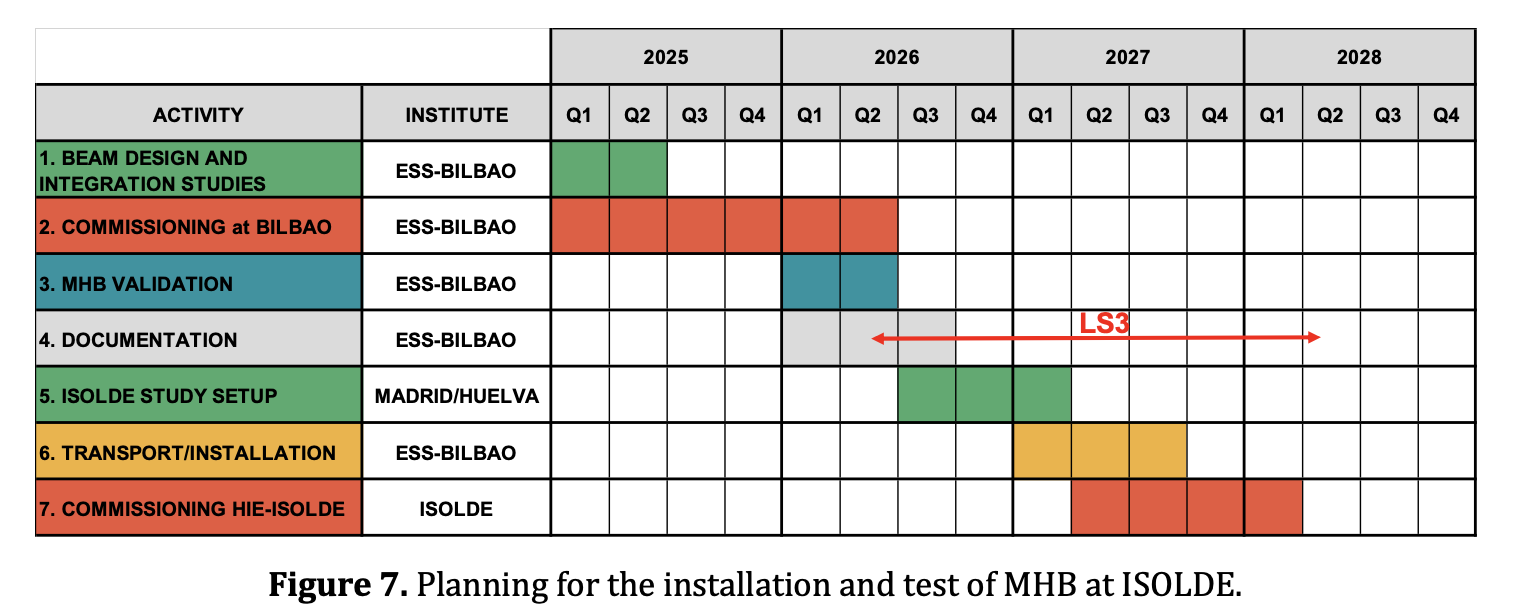 2025 2026 2027 2028
ACTIVITY INSTITUTE Q1 Q2 Q3 Q4 Q1 Q2 Q3 Q4 Q1 Q2 Q3 Q4 Q1 Q2 Q3 Q4
1. BEAM DESIGN AND
INTEGRATION STUDIES
ESS-BILBAO
2. COMMISSIONING at BILBAO ESS-BILBAO
3. MHB VALIDATION ESS-BILBAO
LS3
4. DOCUMENTATION ESS-BILBAO
5. ISOLDE STUDY SETUP MADRID/HUELVA
6. TRANSPORT/INSTALLATION ESS-BILBAO
7. COMMISSIONING HIE-ISOLDE ISOLDE
Figure 7. Planning for the installation and test of MHB at ISOLDE.